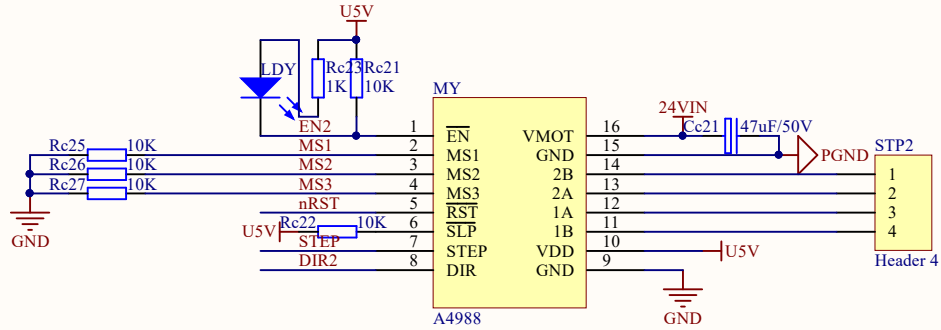 U5V
LDY
Rc23
Rc21
1K
10K
MY
24VIN
Cc21
47uF/50V
STP2
PGND
EN2
1
EN
VMOT
16
Rc25
10K
MS1
2
MS1
GND
15
Rc26
10K
MS2
3
MS2
2B
14
1
Rc27
10K
MS3
4
MS3
2A
13
2
nRST
5
RST
1A
12
3
U5V
Rc22
10K
6
SLP
1B
11
4
STEP
7
STEP
VDD
10
U5V
DIR2
8
DIR
GND
9
GND
Header 4
GND
A4988